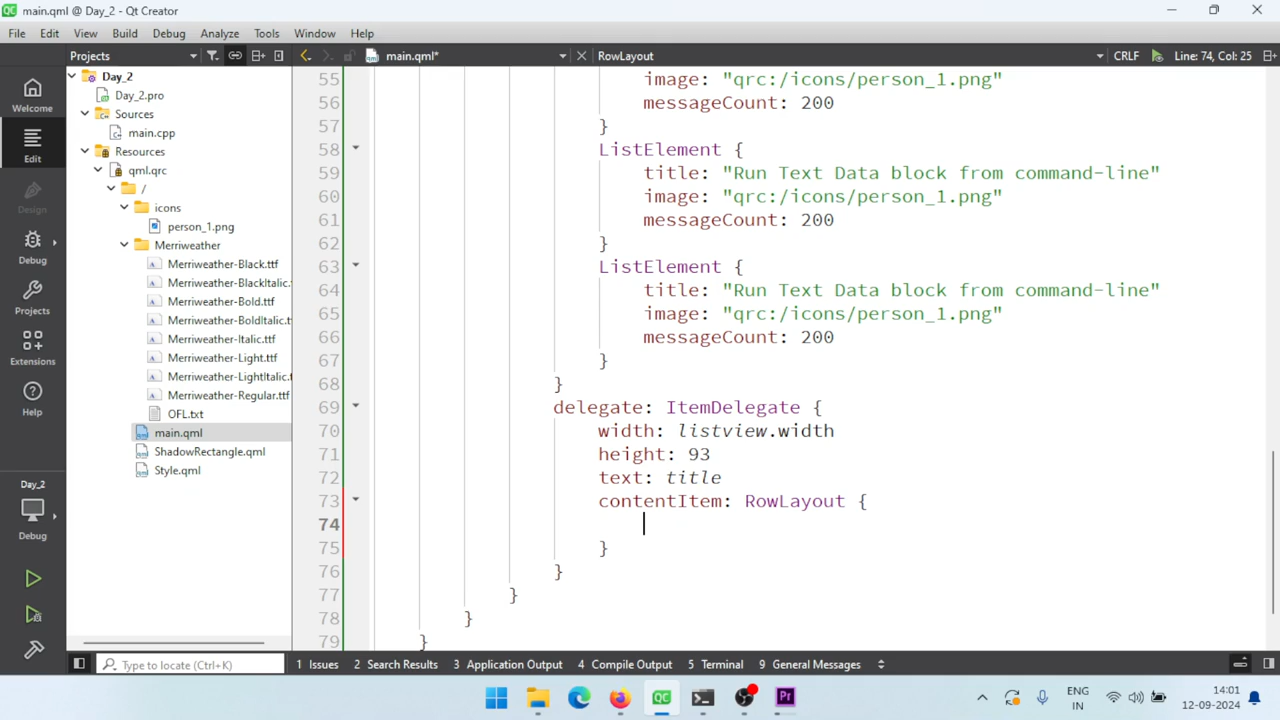 main.qml @ Day_2 - Qt Creator
File Edit View Build Debug Analyze Tools Window Help
Projects main.qml* RowLayout CRLF Line: 74, Col: 25
Welcome
Edit
Design
Debug
Projects
Extensions
Help
Day_2
Debug
Day_2
Day_2.pro
Sources
main.cpp
Resources
qml.qrc
/
icons
person_1.png
Merriweather
Merriweather-Black.ttf
Merriweather-BlackItalic.
Merriweather-Bold.ttf
Merriweather-BoldItalic.t
Merriweather-Italic.ttf
Merriweather-Light.ttf
Merriweather-LightItalic.t
Merriweather-Regular.ttf
OFL.txt
main.qml
ShadowRectangle.qml
Style.qml
55 image: "qrc:/icons/person_1.png"
56 messageCount: 200
57 }
58 ListElement {
59 title: "Run Text Data block from command-line"
60 image: "qrc:/icons/person_1.png"
61 messageCount: 200
62 }
63 ListElement {
64 title: "Run Text Data block from command-line"
65 image: "qrc:/icons/person_1.png"
66 messageCount: 200
67 }
68 }
69 delegate: ItemDelegate {
70 width: listview.width
71 height: 93
72 text: title
73 contentItem: RowLayout {
74
75 }
76 }
77 }
78 }
79 }
Type to locate (Ctrl+K) 1 Issues 2 Search Results 3 Application Output 4 Compile Output 5 Terminal 9 General Messages
QC Pr ENG IN 14:01 12-09-2024